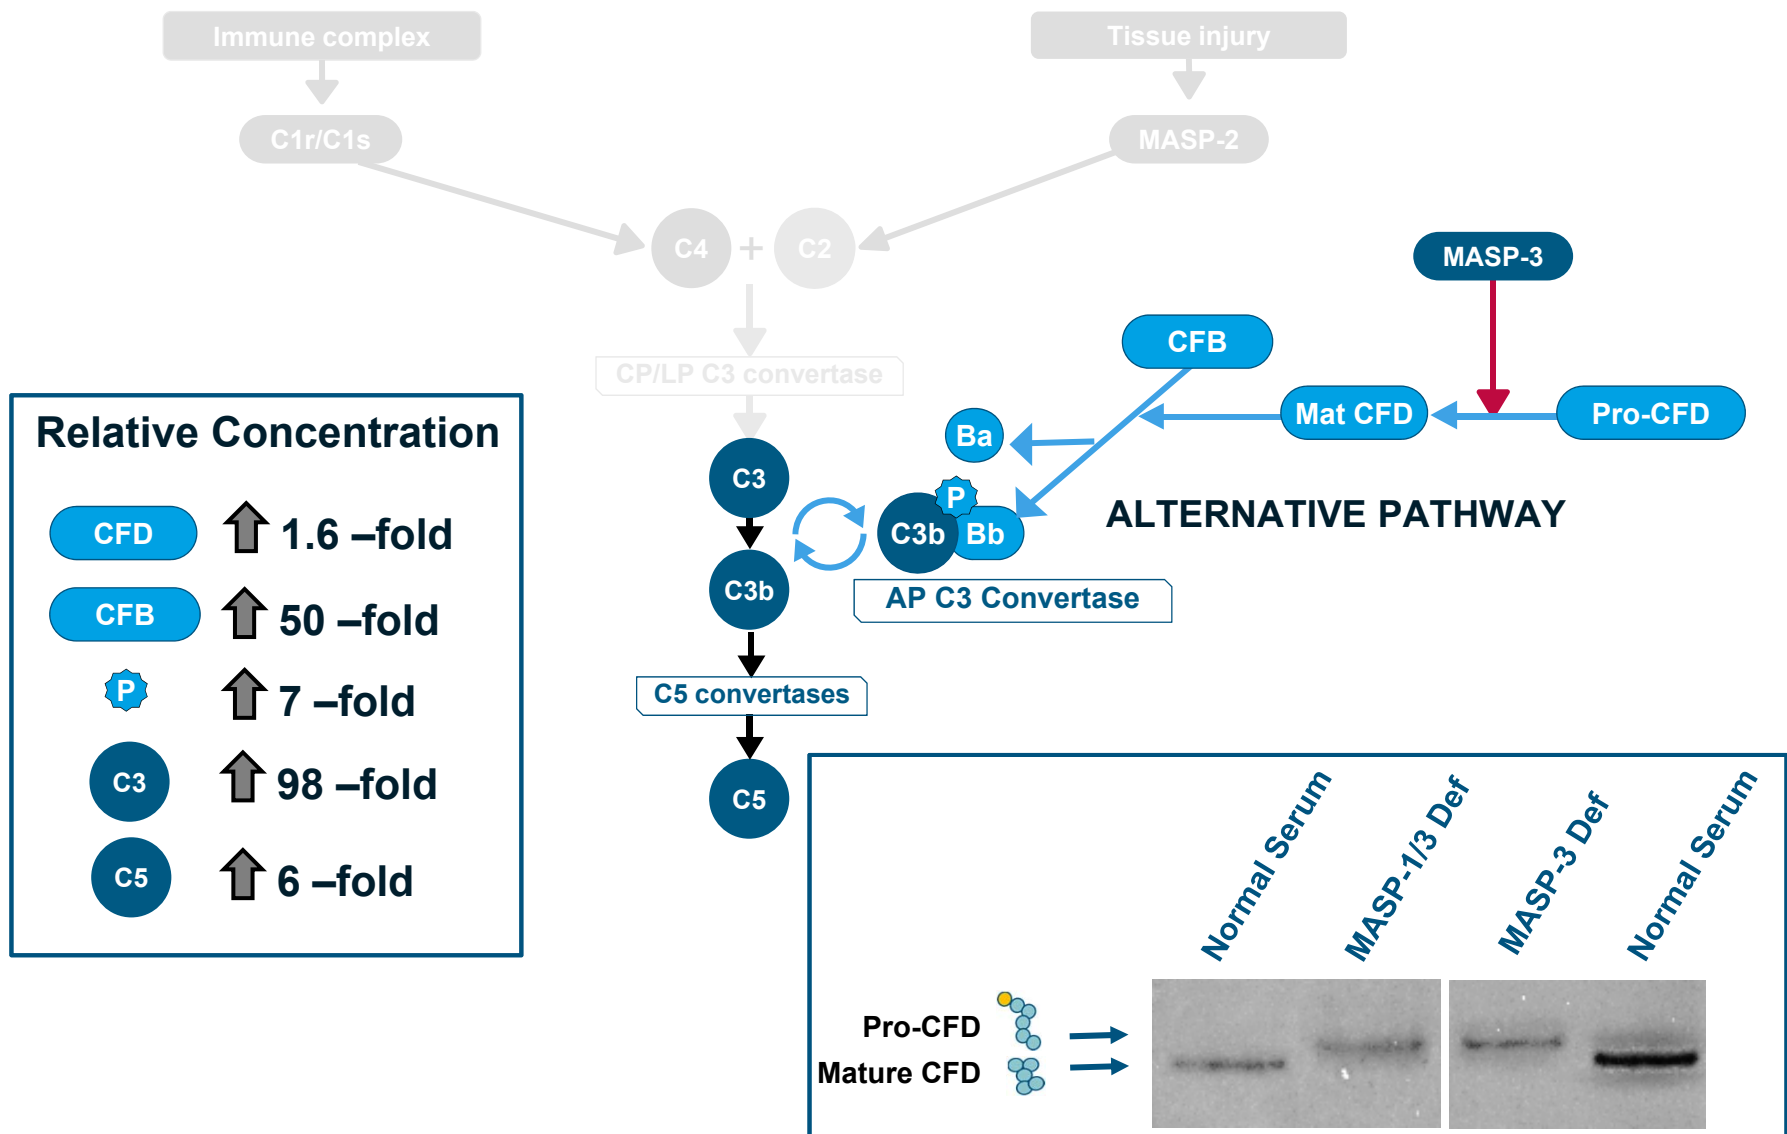 Immune complex
Tissue injury
C1r/C1s
MASP-2
C4 + C2
MASP-3
CP/LP C3 convertase
CFB
Mat CFD
Pro-CFD
Ba
C3
P
C3b
Bb
ALTERNATIVE PATHWAY
C3b
AP C3 Convertase
C5 convertases
C5
Relative Concentration
CFD 1.6 –fold
CFB 50 –fold
P 7 –fold
C3 98 –fold
C5 6 –fold
Normal Serum
MASP-1/3 Def
MASP-3 Def
Normal Serum
Pro-CFD
Mature CFD